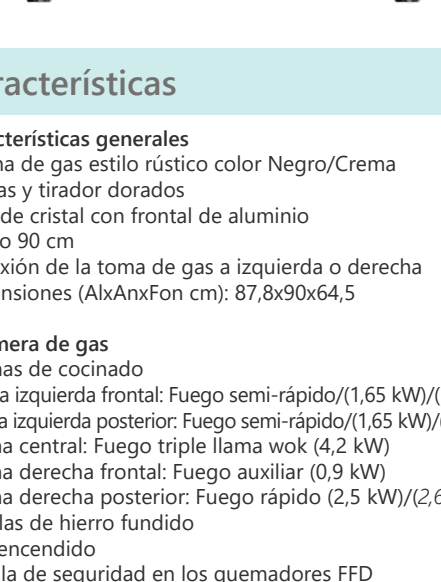 racterísticas
cterísticas generales
na de gas estilo rústico color Negro/Crema
as y tirador dorados
de cristal con frontal de aluminio
o 90 cm
xión de la toma de gas a izquierda o derecha
nsiones (AlxAnxFon cm): 87,8x90x64,5
mera de gas
nas de cocinado
a izquierda frontal: Fuego semi-rápido/(1,65 kW)/(
a izquierda posterior: Fuego semi-rápido/(1,65 kW)/
na central: Fuego triple llama wok (4,2 kW)
na derecha frontal: Fuego auxiliar (0,9 kW)
na derecha posterior: Fuego rápido (2,5 kW)/(2,6
las de hierro fundido
encendido
la de seguridad en los quemadores FFD